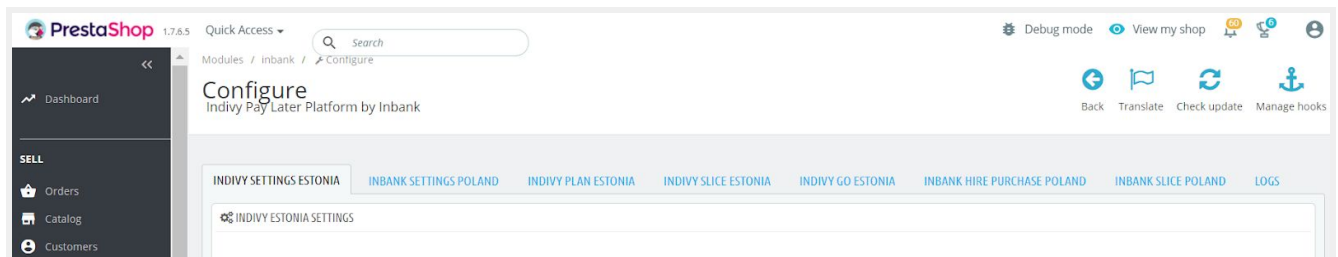 PrestaShop 1.7.6.5 Quick Access Search Debug mode View my shop 60 6
Modules / inbank / Configure
Configure
Indivy Pay Later Platform by Inbank
Back Translate Check update Manage hooks
Dashboard
SELL
Orders
Catalog
Customers
INDIVY SETTINGS ESTONIA INBANK SETTINGS POLAND INDIVY PLAN ESTONIA INDIVY SLICE ESTONIA INDIVY GO ESTONIA INBANK HIRE PURCHASE POLAND INBANK SLICE POLAND LOGS
INDIVY ESTONIA SETTINGS